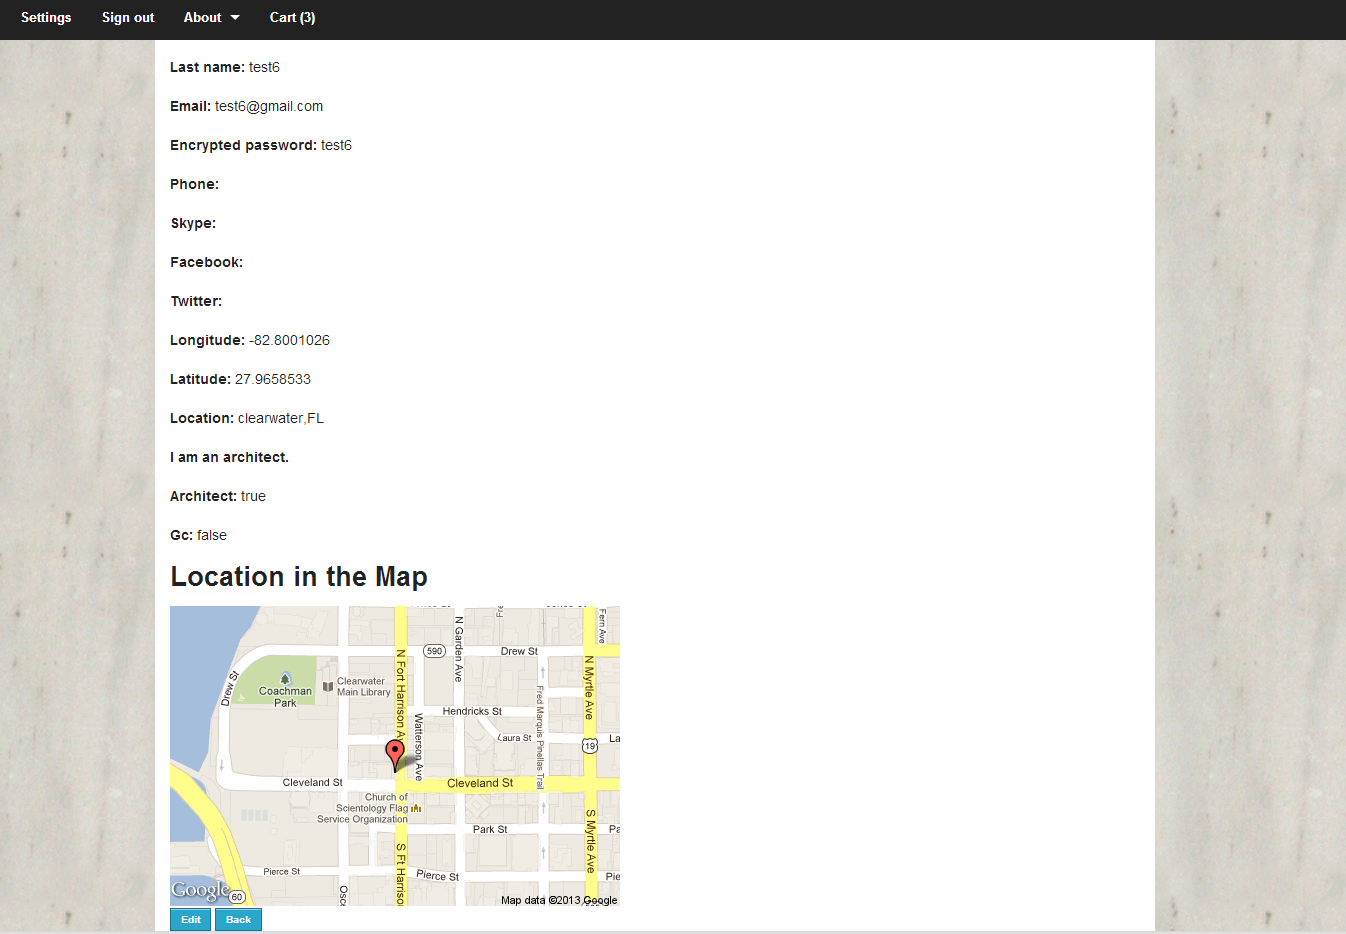 Settings Sign out About Cart (3)
Last name: test6
Email: test6@gmail.com
Encrypted password: test6
Phone:
Skype:
Facebook:
Twitter:
Longitude: -82.8001026
Latitude: 27.9658533
Location: clearwater,FL
I am an architect.
Architect: true
Gc: false
Location in the Map
Fern Ave
N Garden Ave
590
Drew St
N Fort Harrison Av
N Myrtle Ave
Drew St
Clearwater
Main Library
Coachman
Park
Fred Marquis Pinellas Trail
Hendricks St
Watterson Ave
Laura St
La
19
Cleveland St
Cleveland St
Church of
Scientology Flag
Service Organization
Park St
Pa
S Myrtle Ave
S Ft Harriso
Pierce St
Pierce St
Pie
Osce
Google
60
Map data ©2013 Google
Edit Back